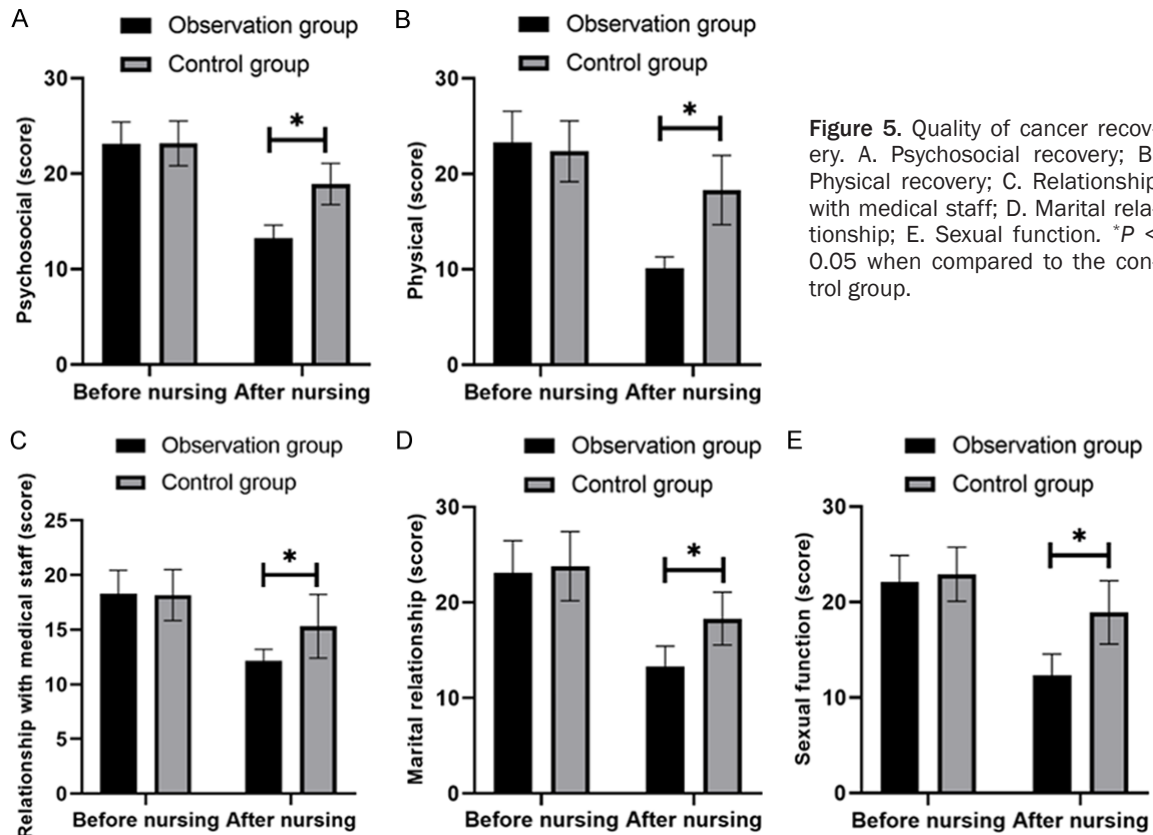 A
Observation group
Control group
Psychosocial (score)
30
20
10
0
*
Before nursing
After nursing
B
Observation group
Control group
Physical (score)
30
20
10
0
*
Before nursing
After nursing
Figure 5. Quality of cancer recov-
ery. A. Psychosocial recovery; B.
Physical recovery; C. Relationship
with medical staff; D. Marital rela-
tionship; E. Sexual function. *P <
0.05 when compared to the con-
trol group.
C
Observation group
Control group
Relationship with medical staff (score)
25
20
15
10
5
0
*
Before nursing
After nursing
D
Observation group
Control group
Marital relationship (score)
30
20
10
0
*
Before nursing
After nursing
E
Observation group
Control group
Sexual function (score)
30
20
10
0
*
Before nursing
After nursing